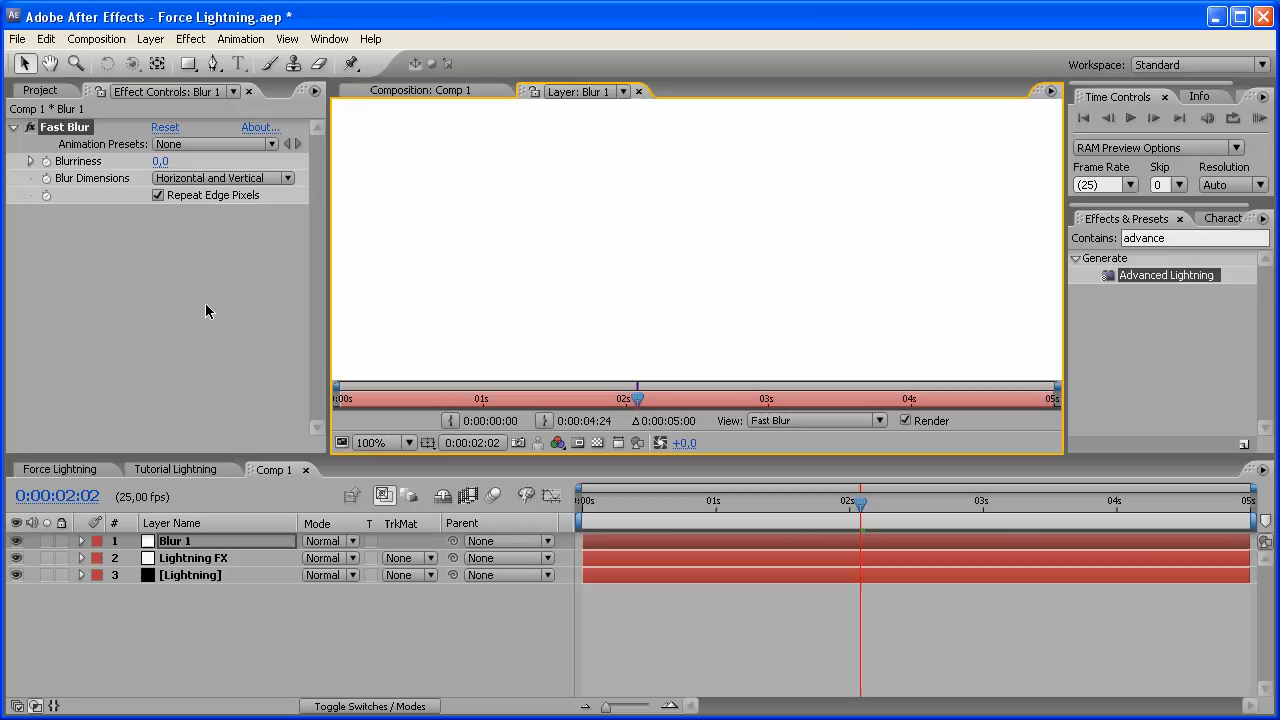 Adobe After Effects - Force Lightning.aep *
File Edit Composition Layer Effect Animation View Window Help
Workspace: Standard
Project Effect Controls: Blur 1
Composition: Comp 1 Layer: Blur 1
Time Controls Info
Comp 1 * Blur 1
Fast Blur Reset About...
Animation Presets: None
Blurriness 0,0
Blur Dimensions Horizontal and Vertical
Repeat Edge Pixels
RAM Preview Options
Frame Rate Skip Resolution
(25) 0 Auto
Effects & Presets Charact
Contains: advance
Generate
Advanced Lightning
:00s 01s 02s 03s 04s 05s
0:00:00:00 0:00:04:24 Δ0:00:05:00 View: Fast Blur Render
100% 0:00:02:02 +0,0
Force Lightning Tutorial Lightning Comp 1
0:00:02:02 (25,00 fps)
:00s 01s 02s 03s 04s 05s
# Layer Name Mode T TrkMat Parent
1 Blur 1 Normal None
2 Lightning FX Normal None None
3 [Lightning] Normal None None
Toggle Switches / Modes